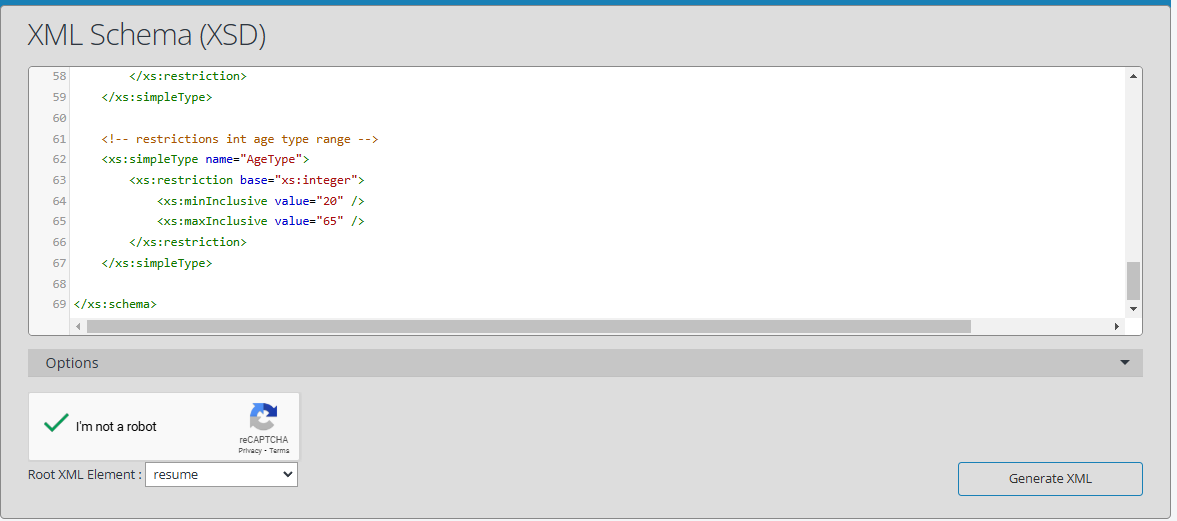 XML Schema (XSD)
58 </xs:restriction>
59 </xs:simpleType>
60
61 <!-- restrictions int age type range -->
62 <xs:simpleType name="AgeType">
63 <xs:restriction base="xs:integer">
64 <xs:minInclusive value="20" />
65 <xs:maxInclusive value="65" />
66 </xs:restriction>
67 </xs:simpleType>
68
69 </xs:schema>
Options
I'm not a robot
reCAPTCHA
Privacy - Terms
Root XML Element : resume
Generate XML